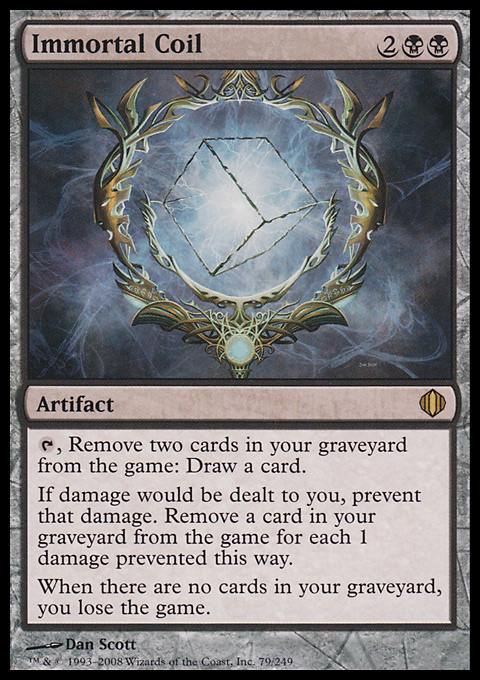 Immortal Coil 2
Artifact
, Remove two cards in your graveyard
from the game: Draw a card.
If damage would be dealt to you, prevent
that damage. Remove a card in your
graveyard from the game for each 1
damage prevented this way.
When there are no cards in your graveyard,
you lose the game.
Dan Scott
™ & © 1993–2008 Wizards of the Coast, Inc. 79/249